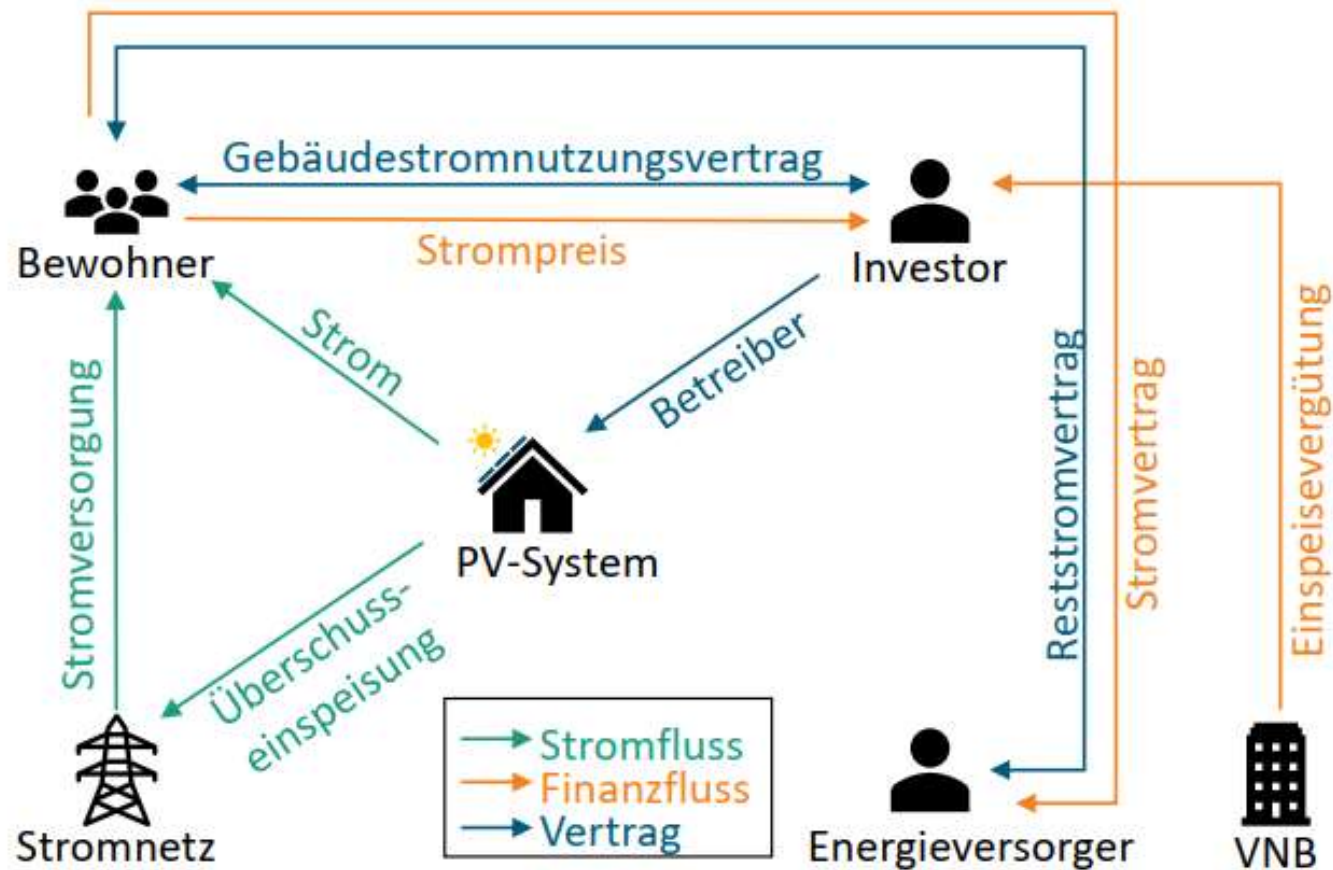 Gebäudestromnutzungsvertrag
Bewohner
Strompreis
Investor
Strom
Betreiber
Stromversorgung
Reststromvertrag
Stromvertrag
Einspeisevergütung
PV-System
Überschuss-
einspeisung
Stromfluss
Finanzfluss
Vertrag
Stromnetz
Energieversorger
VNB